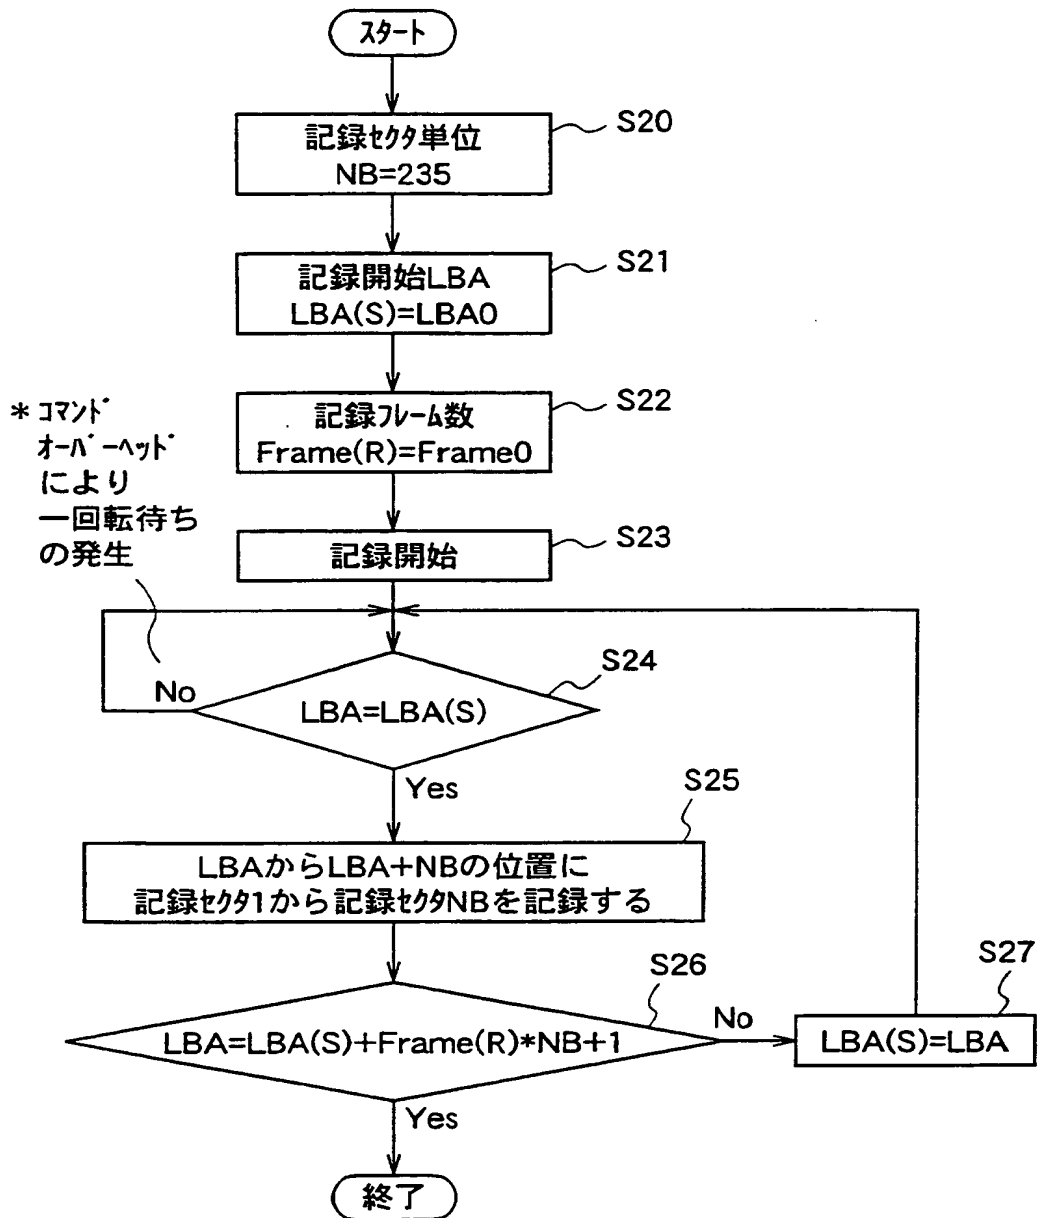 スタート
記録ｾｸﾀ単位
NB=235
S20
記録開始LBA
LBA(S)=LBA0
S21
記録ﾌﾚｰﾑ数
Frame(R)=Frame0
S22
＊ｺﾏﾝﾄﾞ
ｵｰﾊﾞｰﾍｯﾄﾞ
により
一回転待ち
の発生
記録開始
S23
S24
No
LBA=LBA(S)
Yes
S25
LBAからLBA+NBの位置に
記録ｾｸﾀ1から記録ｾｸﾀNBを記録する
S26
S27
LBA=LBA(S)+Frame(R)*NB+1
No
LBA(S)=LBA
Yes
終了